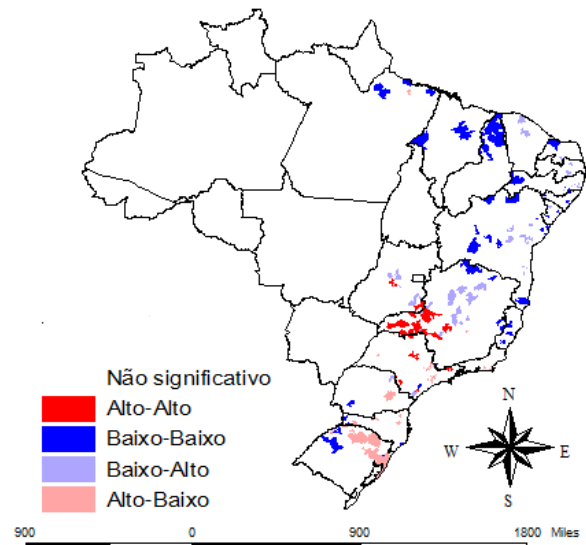 Não significativo
Alto-Alto
Baixo-Baixo
Baixo-Alto
Alto-Baixo
N
W E
S
900 0 900 1800 Miles